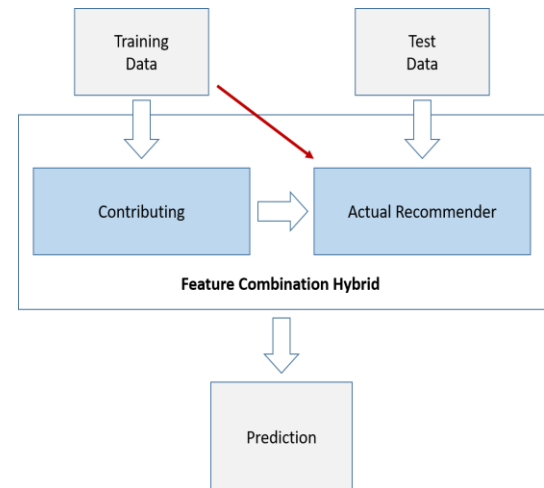 Training
Data
Test
Data
Contributing
Actual Recommender
Feature Combination Hybrid
Prediction